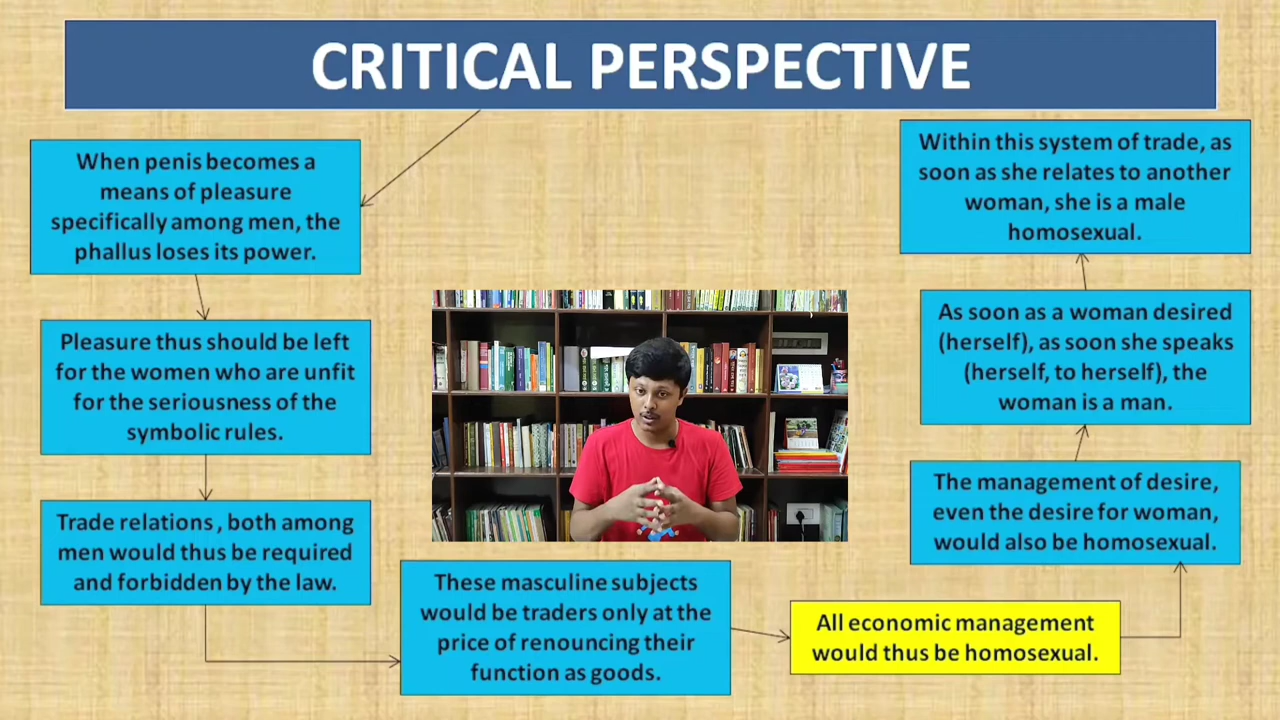 CRITICAL PERSPECTIVE
When penis becomes a
means of pleasure
specifically among men, the
phallus loses its power.
Pleasure thus should be left
for the women who are unfit
for the seriousness of the
symbolic rules.
Trade relations , both among
men would thus be required
and forbidden by the law.
These masculine subjects
would be traders only at the
price of renouncing their
function as goods.
All economic management
would thus be homosexual.
The management of desire,
even the desire for woman,
would also be homosexual.
As soon as a woman desired
(herself), as soon she speaks
(herself, to herself), the
woman is a man.
Within this system of trade, as
soon as she relates to another
woman, she is a male
homosexual.